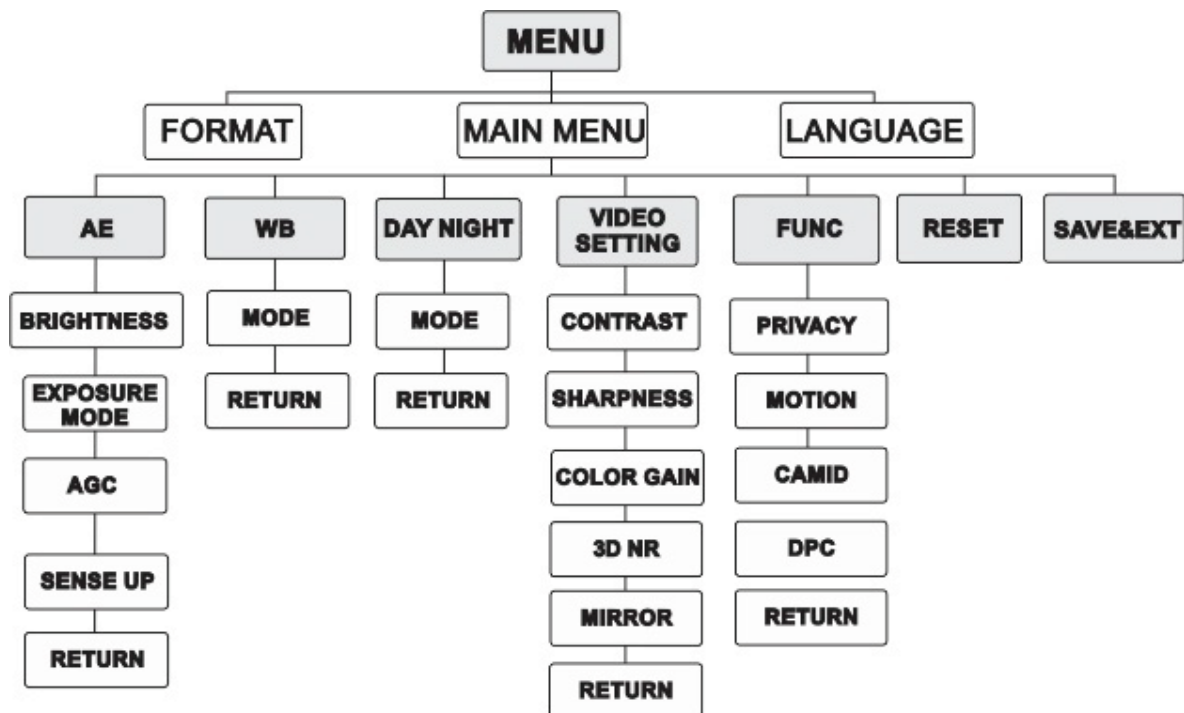 MENU
FORMAT
MAIN MENU
LANGUAGE
AE
WB
DAY NIGHT
VIDEO
SETTING
FUNC
RESET
SAVE&EXT
BRIGHTNESS
EXPOSURE
MODE
AGC
SENSE UP
RETURN
MODE
RETURN
MODE
RETURN
CONTRAST
SHARPNESS
COLOR GAIN
3D NR
MIRROR
RETURN
PRIVACY
MOTION
CAMID
DPC
RETURN